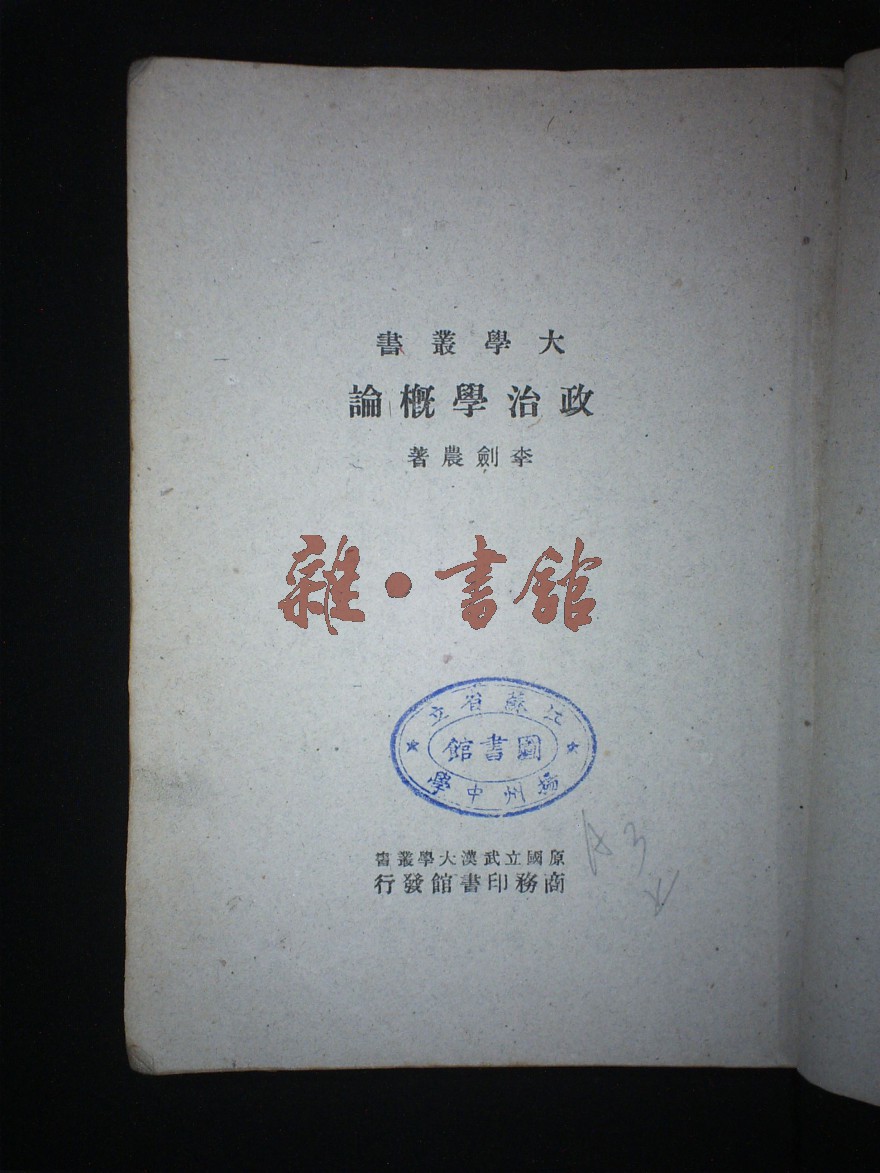 大學叢書
政治學概論
李劍農著
雜·書館
江蘇省立
圖書館
揚州中學
原國立武漢大學叢書
商務印書館發行
A3